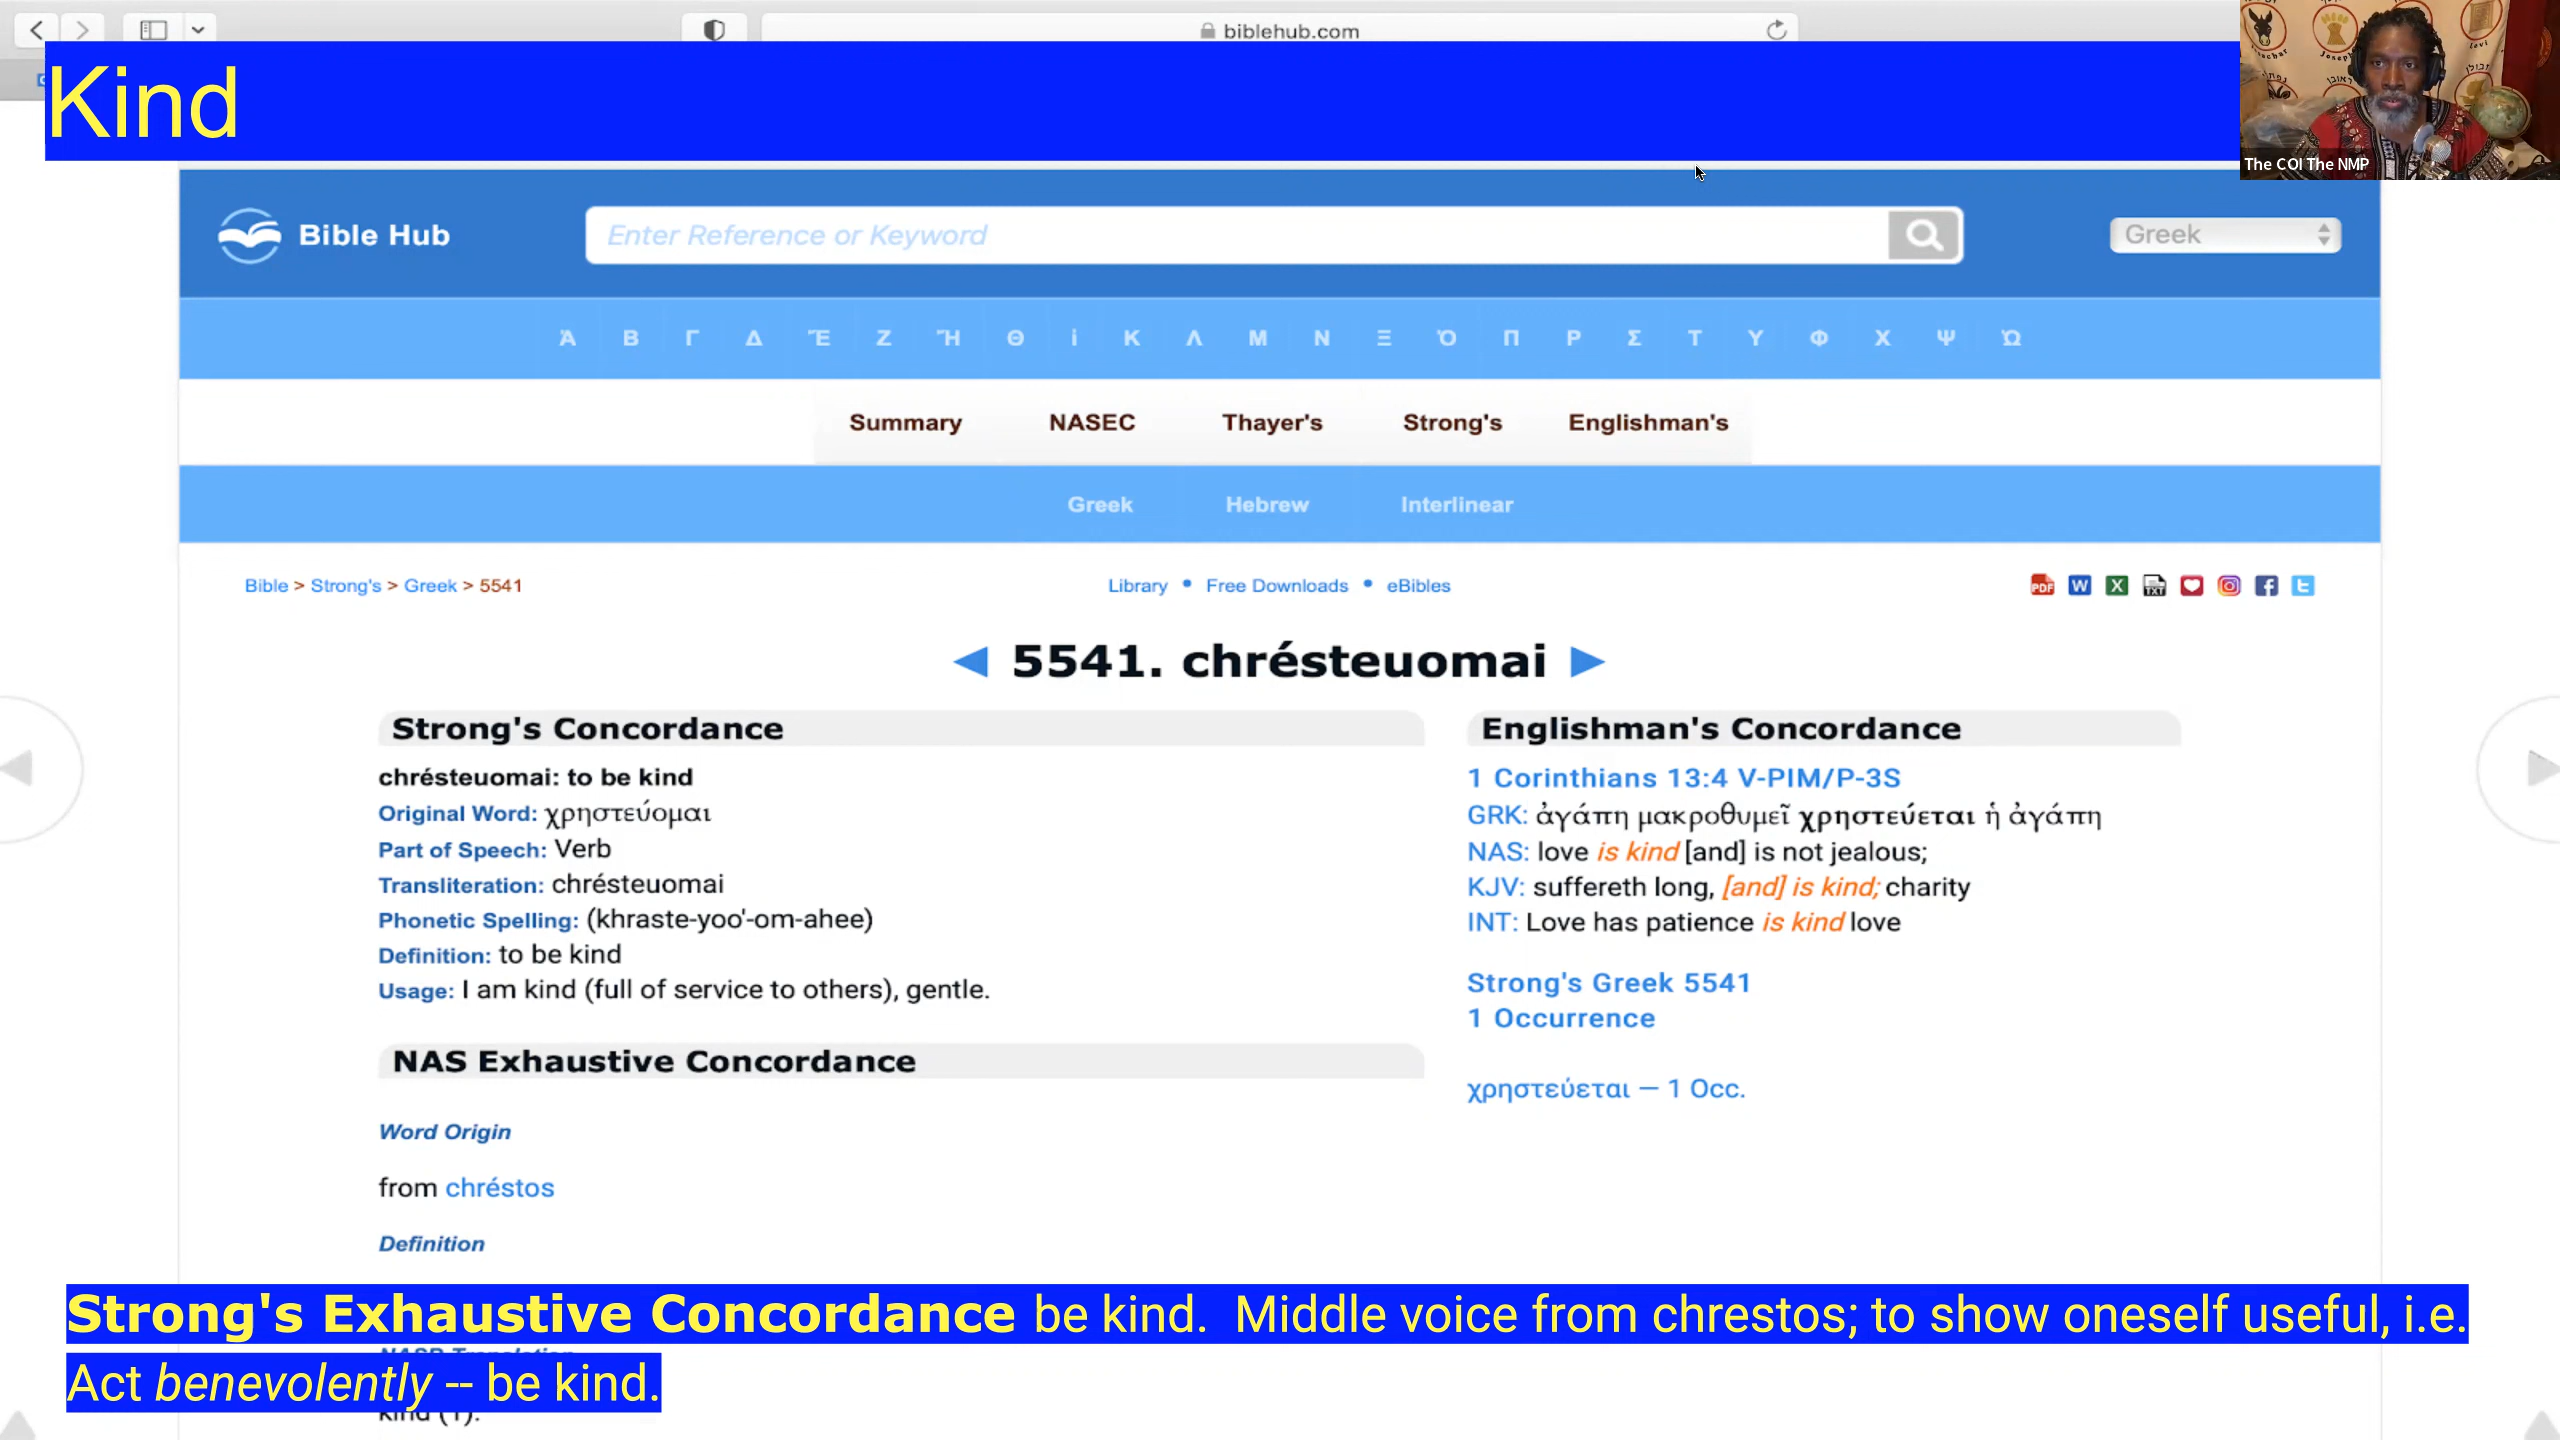 biblehub.com
Kind
The COI The NMP
Bible Hub
Enter Reference or Keyword
Greek
Ἀ Β Γ Δ Ἐ Ζ Ἡ Θ ἰ Κ Λ Μ Ν Ξ Ὀ Π Ρ Σ Τ Υ Φ Χ Ψ Ὠ
Summary NASEC Thayer's Strong's Englishman's
Greek Hebrew Interlinear
Bible > Strong's > Greek > 5541
Library • Free Downloads • eBibles
◄ 5541. chrésteuomai ►
Strong's Concordance
chrésteuomai: to be kind
Original Word: χρηστεύομαι
Part of Speech: Verb
Transliteration: chrésteuomai
Phonetic Spelling: (khraste-yoo'-om-ahee)
Definition: to be kind
Usage: I am kind (full of service to others), gentle.
NAS Exhaustive Concordance
Word Origin
from chréstos
Definition
Englishman's Concordance
1 Corinthians 13:4 V-PIM/P-3S
GRK: ἀγάπη μακροθυμεῖ χρηστεύεται ἡ ἀγάπη
NAS: love is kind [and] is not jealous;
KJV: suffereth long, [and] is kind; charity
INT: Love has patience is kind love
Strong's Greek 5541
1 Occurrence
χρηστεύεται — 1 Occ.
Strong's Exhaustive Concordance be kind. Middle voice from chrestos; to show oneself useful, i.e.
Act benevolently -- be kind.
kind (1).